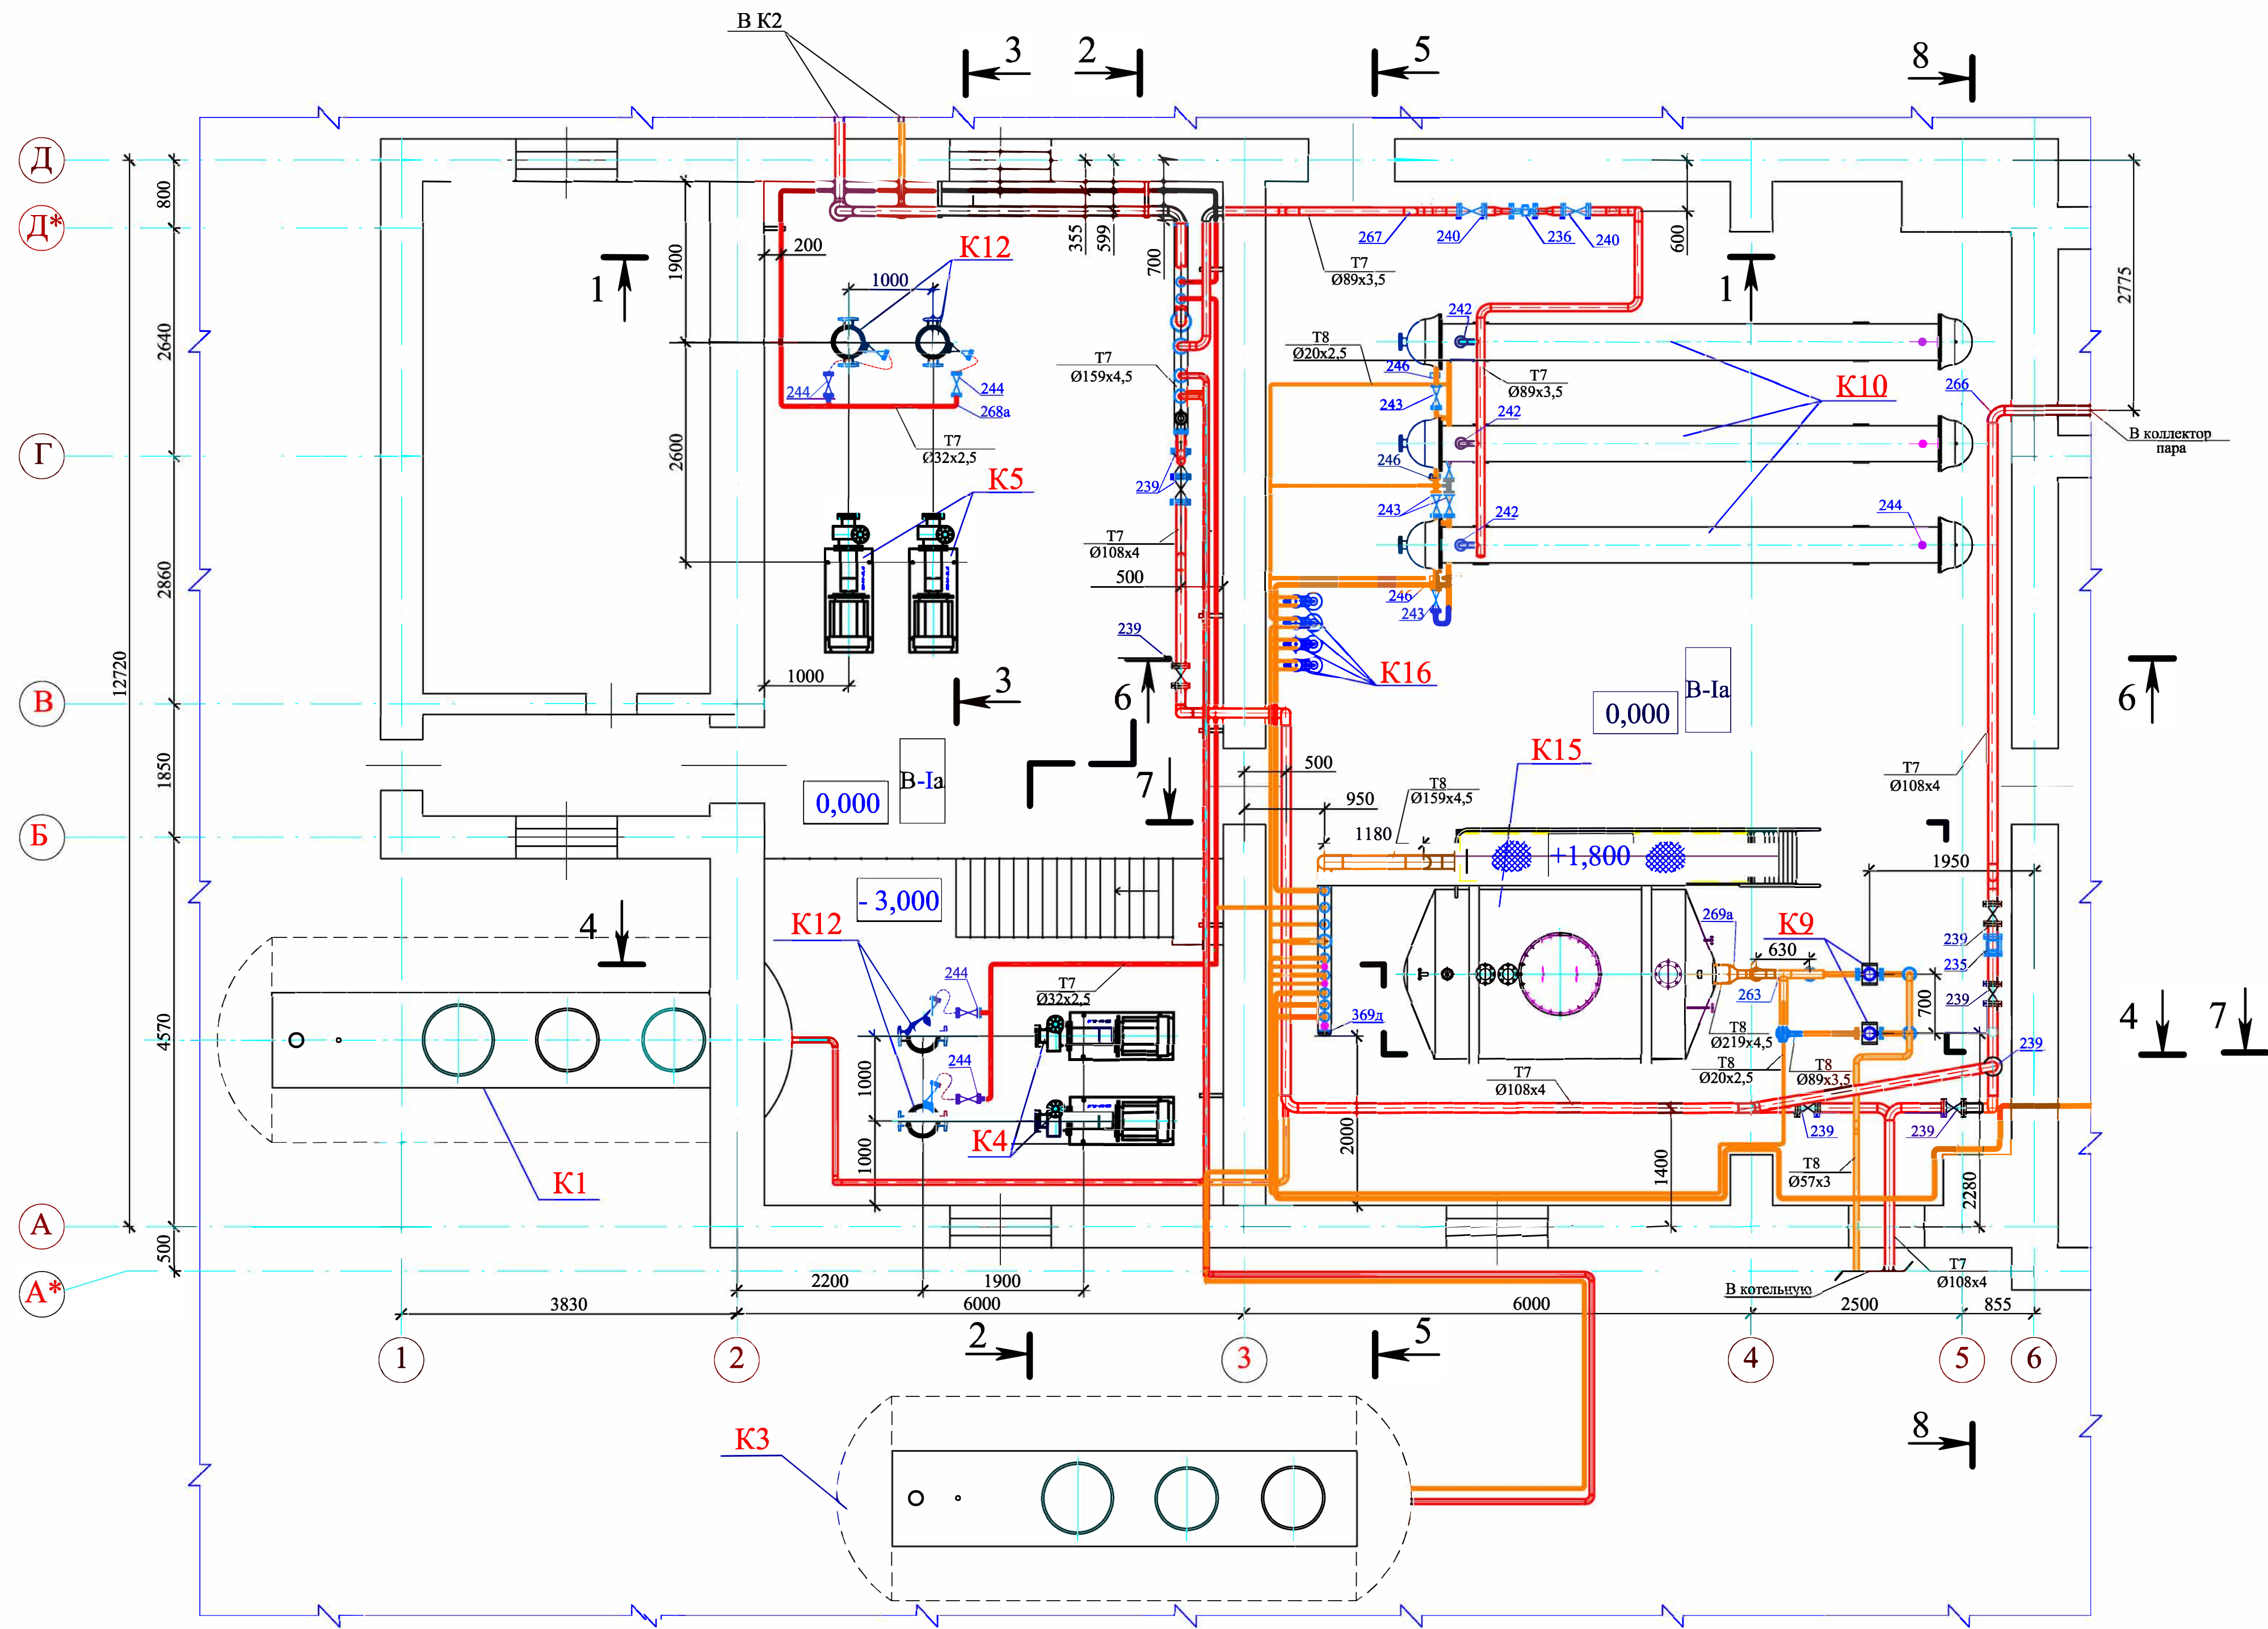 В К2
3
2
5
8
Д
800
Д*
200
К12
1900
1000
355
599
700
267
240
236
240
600
Т7
Ø89х3,5
1
1
2775
2640
242
Т8
Ø20х2,5
Т7
Ø159х4,5
246
Т7
Ø89х3,5
К10
266
244
244
268а
243
242
В коллектор
пара
Г
Т7
Ø32х2,5
2600
К5
246
239
243
242
244
Т7
Ø108х4
500
2860
246
243
239
12720
1000
К16
3
6
6
В
0,000
В-Iа
К15
1850
В-Iа
0,000
7
500
Т7
Ø108х4
950
Т8
Ø159х4,5
1180
Б
+1,800
1950
- 3,000
К12
4
269а
К9
630
239
235
244
Т7
Ø32х2,5
263
239
700
369д
Т8
Ø219х4,5
4
7
4570
239
244
1000
Т8
Ø20х2,5
Т8
Ø89х3,5
Т7
Ø108х4
К4
239
239
2000
1000
1400
Т8
Ø57х3
2280
К1
А
500
А*
2200
1900
Т7
Ø108х4
В котельную
3830
6000
6000
2500
855
2
5
1
2
3
4
5
6
8
К3